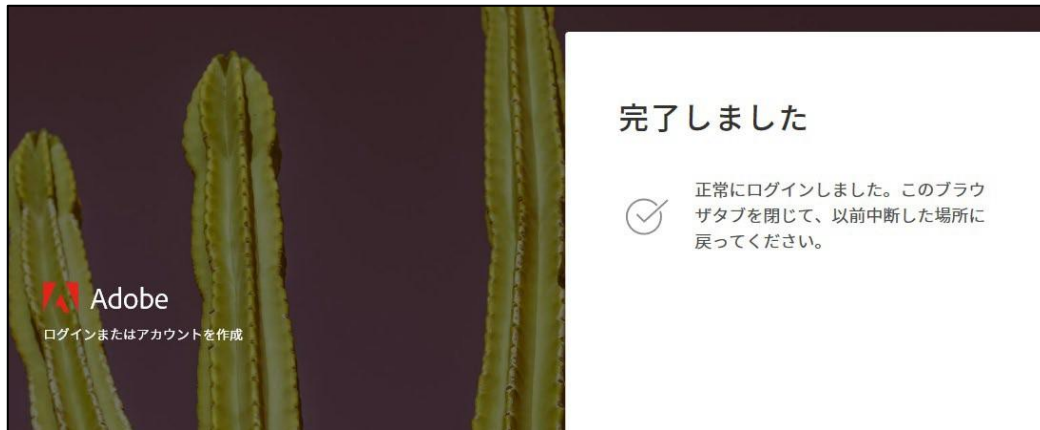 完了しました
正常にログインしました。このブラウ
ザタブを閉じて、以前中断した場所に
戻ってください。
Adobe
ログインまたはアカウントを作成